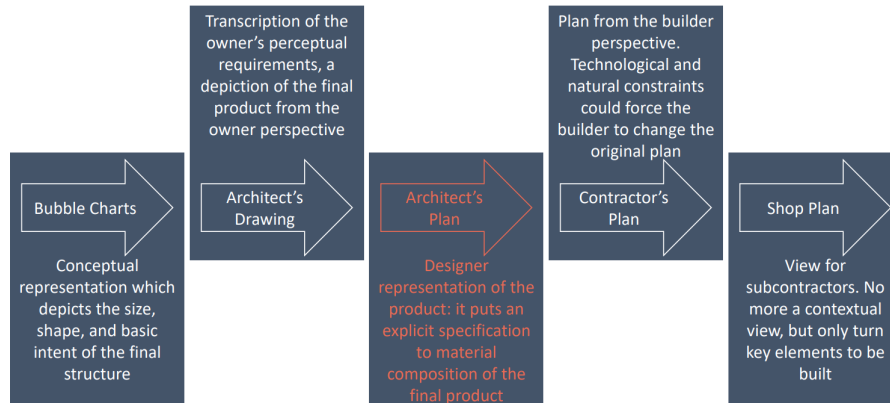 Bubble Charts
Conceptual
representation which
depicts the size,
shape, and basic
intent of the final
structure
Transcription of the
owner's perceptual
requirements, a
depiction of the final
product from the
owner perspective
Architect's
Drawing
Architect's
Plan
Designer
representation of the
product: it puts an
explicit specification
to material
composition of the
final product
Plan from the builder
perspective.
Technological and
natural constraints
could force the
builder to change the
original plan
Contractor's
Plan
Shop Plan
View for
subcontractors. No
more a contextual
view, but only turn
key elements to be
built